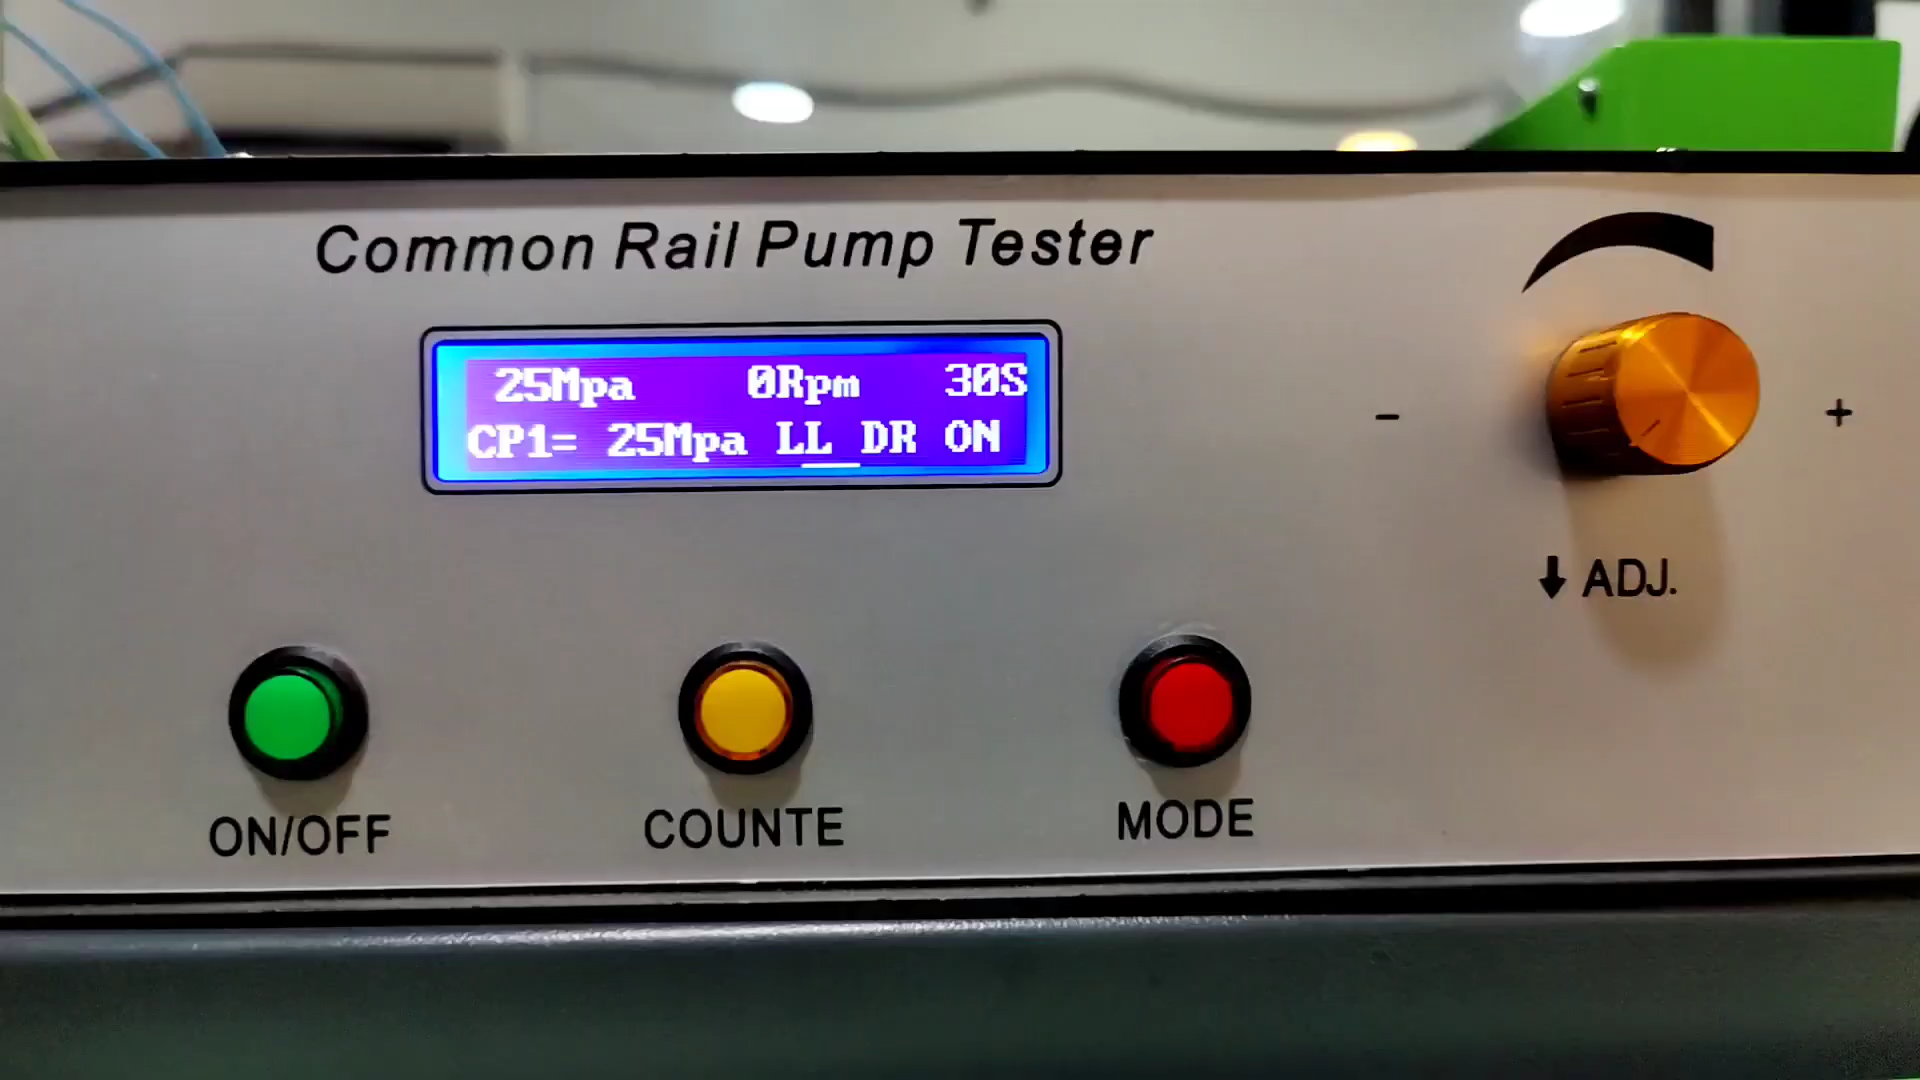 Common Rail Pump Tester
25Mpa 0Rpm 30S
CP1= 25Mpa LL DR ON
- +
↓ ADJ.
ON/OFF COUNTE MODE